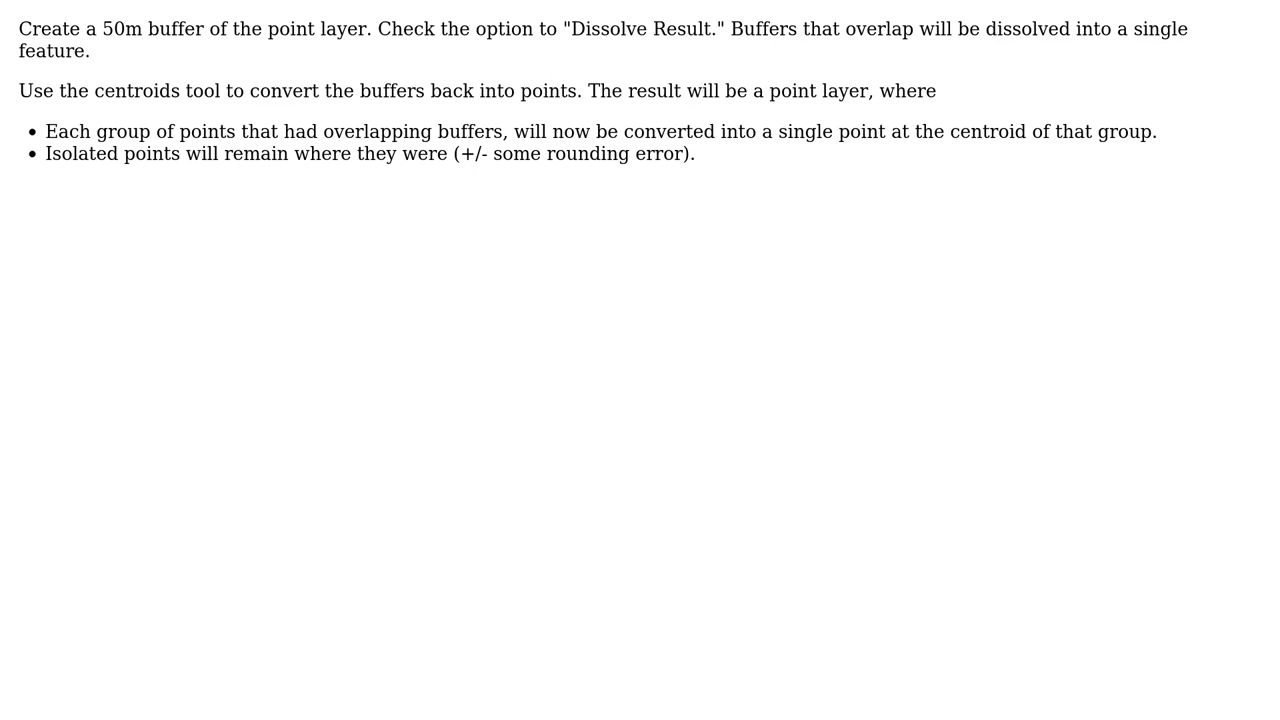 Create a 50m buffer of the point layer. Check the option to "Dissolve Result." Buffers that overlap will be dissolved into a single
feature.
Use the centroids tool to convert the buffers back into points. The result will be a point layer, where
• Each group of points that had overlapping buffers, will now be converted into a single point at the centroid of that group.
• Isolated points will remain where they were (+/- some rounding error).